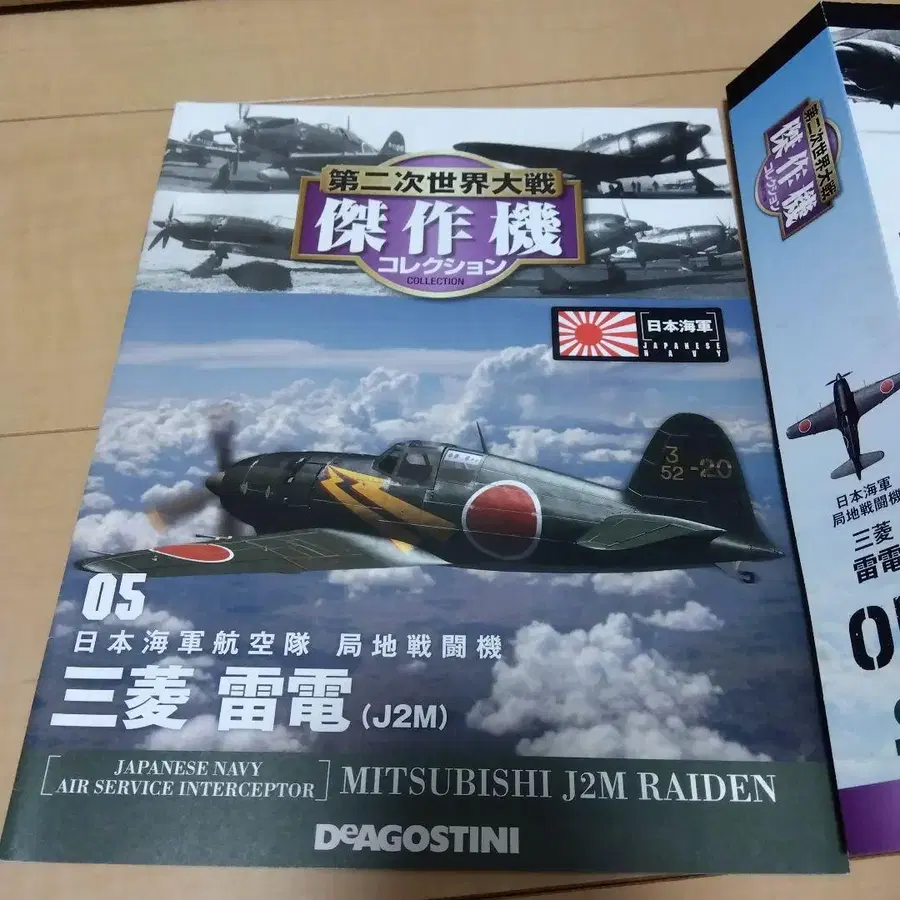 第二次世界大戦
傑作機
コレクション
COLLECTION
日本海軍
JAPANESE
NAVY
3
52-20
05
日本海軍航空隊 局地戦闘機
三菱 雷電 (J2M)
JAPANESE NAVY
AIR SERVICE INTERCEPTOR
MITSUBISHI J2M RAIDEN
DeAGOSTINI
第二次世界大戦
傑作機
コレクション
日本海軍
局地戦闘機
三菱
雷電